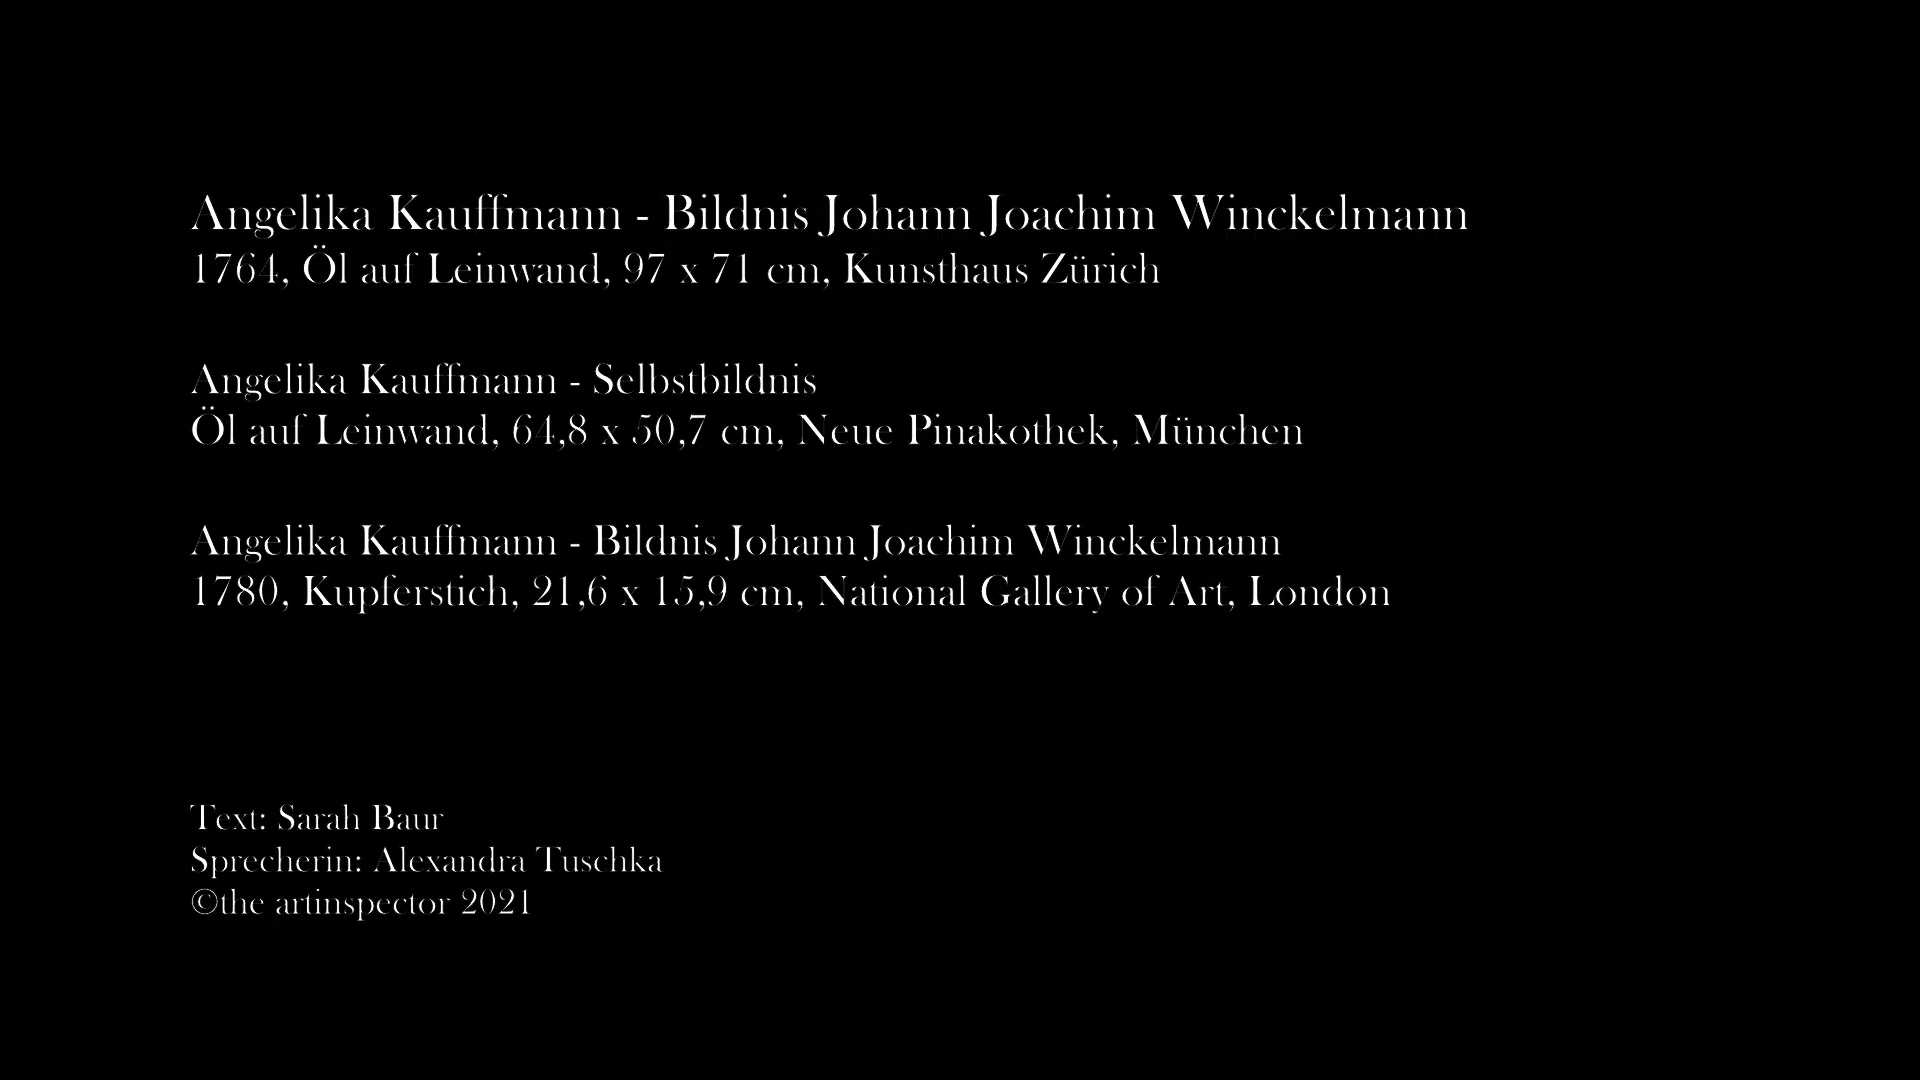 Angelika Kauffmann - Bildnis Johann Joachim Winckelmann
1764, Öl auf Leinwand, 97 x 71 cm, Kunsthaus Zürich
Angelika Kauffmann - Selbstbildnis
Öl auf Leinwand, 64,8 x 50,7 cm, Neue Pinakothek, München
Angelika Kauffmann - Bildnis Johann Joachim Winckelmann
1780, Kupferstich, 21,6 x 15,9 cm, National Gallery of Art, London
Text: Sarah Baur
Sprecherin: Alexandra Tuschka
©the artinspector 2021